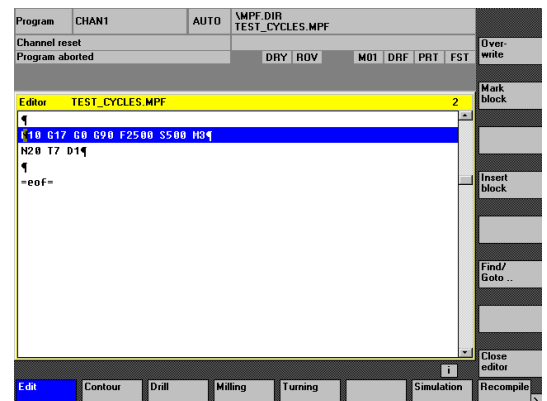 Program CHAN1 AUTO \MPF.DIR
TEST_CYCLES.MPF
Channel reset
Program aborted DRY ROV M01 DRF PRT FST
Editor TEST_CYCLES.MPF 2
¶
N10 G17 G0 G90 F2500 S500 M3¶
N20 T7 D1¶
¶
=eof=
Over-
write
Mark
block
Insert
block
Find/
Goto ..
Close
editor
i
Edit Contour Drill Milling Turning Simulation Recompile
>